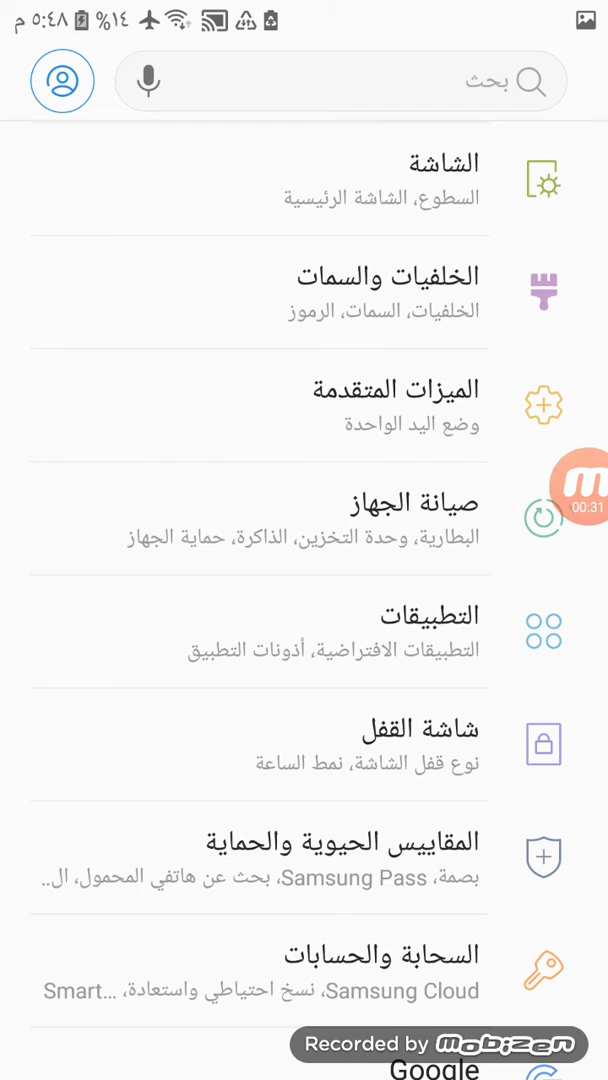 ٥:٤٨ م %١٤
بحث
الشاشة
السطوع، الشاشة الرئيسية
الخلفيات والسمات
الخلفيات، السمات، الرموز
الميزات المتقدمة
وضع اليد الواحدة
00:31
صيانة الجهاز
البطارية، وحدة التخزين، الذاكرة، حماية الجهاز
التطبيقات
التطبيقات الافتراضية، أذونات التطبيق
شاشة القفل
نوع قفل الشاشة، نمط الساعة
المقاييس الحيوية والحماية
بصمة، Samsung Pass، بحث عن هاتفي المحمول، ال..
السحابة والحسابات
Samsung Cloud، نسخ احتياطي واستعادة، Smart...
Recorded by mobizen
Google